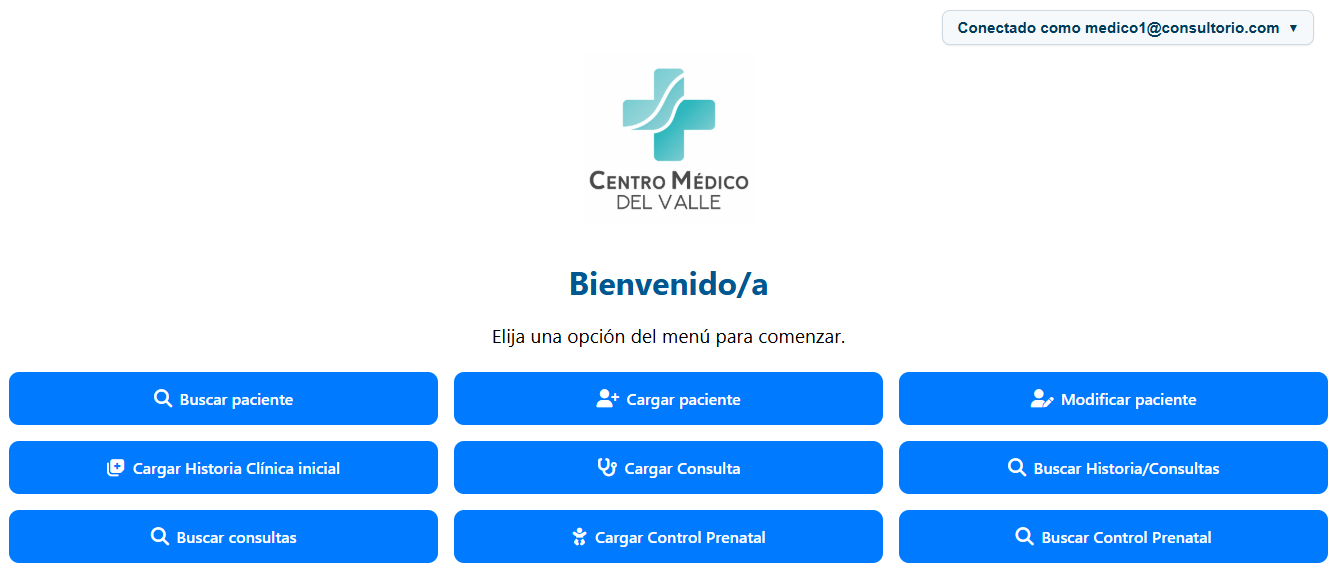 Conectado como medico1@consultorio.com ▼
CENTRO MÉDICO
DEL VALLE
Bienvenido/a
Elija una opción del menú para comenzar.
Buscar paciente
Cargar paciente
Modificar paciente
Cargar Historia Clínica inicial
Cargar Consulta
Buscar Historia/Consultas
Buscar consultas
Cargar Control Prenatal
Buscar Control Prenatal